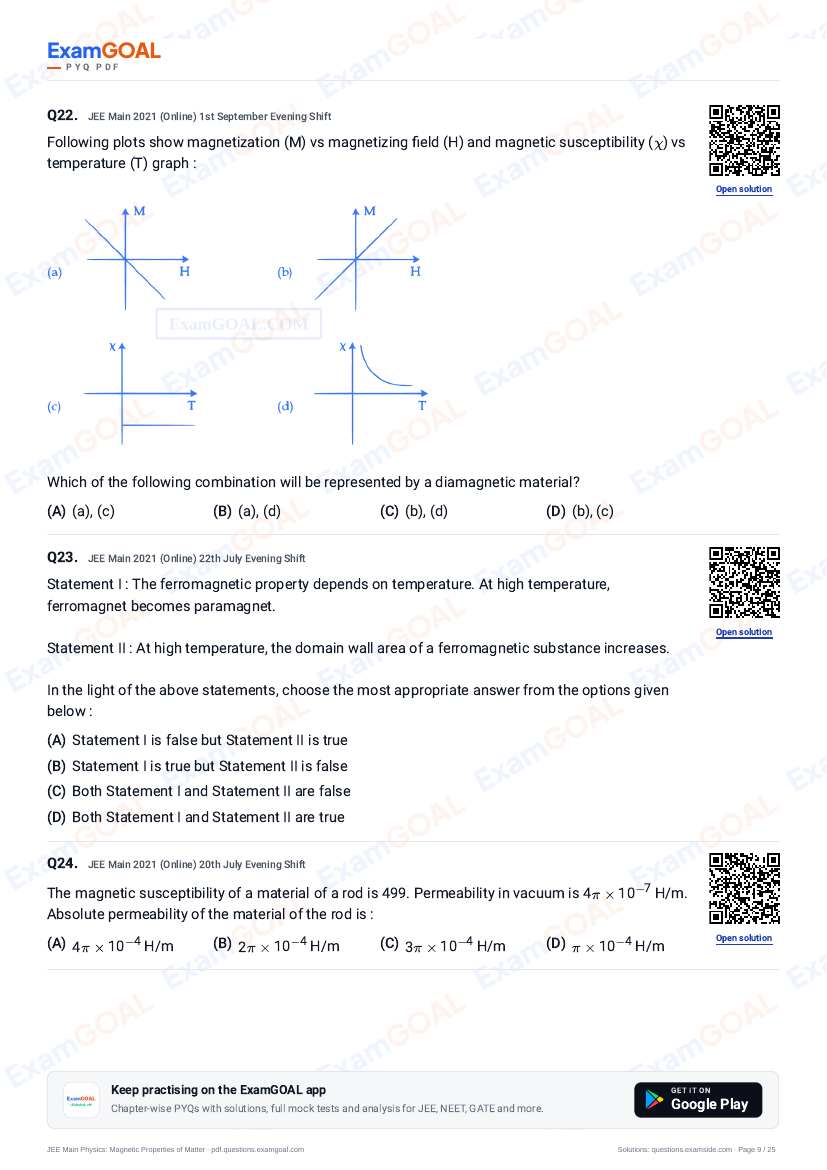 ExamGOAL
PYQ PDF
Q22. JEE Main 2021 (Online) 1st September Evening Shift
Following plots show magnetization (M) vs magnetizing field (H) and magnetic susceptibility (χ) vs
temperature (T) graph :
Open solution
M
H
(a)
M
H
(b)
ExamGOAL.COM
χ
T
(c)
χ
T
(d)
Which of the following combination will be represented by a diamagnetic material?
(A) (a), (c) (B) (a), (d) (C) (b), (d) (D) (b), (c)
Q23. JEE Main 2021 (Online) 22th July Evening Shift
Statement I : The ferromagnetic property depends on temperature. At high temperature,
ferromagnet becomes paramagnet.
Open solution
Statement II : At high temperature, the domain wall area of a ferromagnetic substance increases.
In the light of the above statements, choose the most appropriate answer from the options given
below :
(A) Statement I is false but Statement II is true
(B) Statement I is true but Statement II is false
(C) Both Statement I and Statement II are false
(D) Both Statement I and Statement II are true
Q24. JEE Main 2021 (Online) 20th July Evening Shift
The magnetic susceptibility of a material of a rod is 499. Permeability in vacuum is 4π × 10⁻⁷ H/m.
Absolute permeability of the material of the rod is :
(A) 4π × 10⁻⁴ H/m (B) 2π × 10⁻⁴ H/m (C) 3π × 10⁻⁴ H/m (D) π × 10⁻⁴ H/m
Open solution
ExamGOAL
Keep practising on the ExamGOAL app
Chapter-wise PYQs with solutions, full mock tests and analysis for JEE, NEET, GATE and more.
GET IT ON
Google Play
JEE Main Physics: Magnetic Properties of Matter · pdf.questions.examgoal.com
Solutions: questions.examside.com · Page 9 / 25